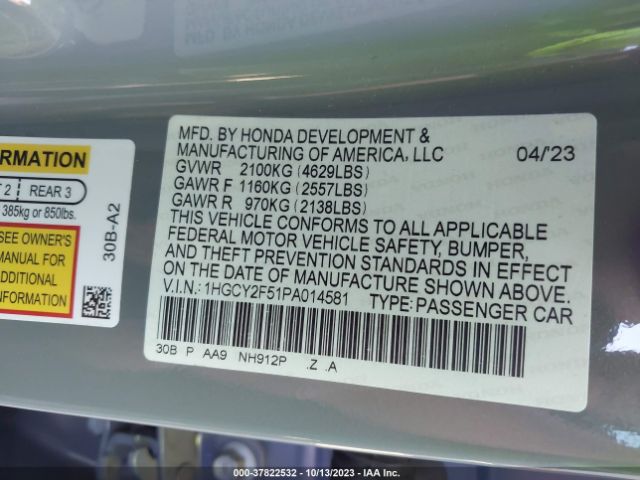 MFD. BY HONDA DEVELOPMENT &
MANUFACTURING OF AMERICA, LLC 04/'23
GVWR 2100KG (4629LBS)
GAWR F 1160KG (2557LBS)
GAWR R 970KG (2138LBS)
THIS VEHICLE CONFORMS TO ALL APPLICABLE
FEDERAL MOTOR VEHICLE SAFETY, BUMPER,
AND THEFT PREVENTION STANDARDS IN EFFECT
ON THE DATE OF MANUFACTURE SHOWN ABOVE.
V.I.N.: 1HGCY2F51PA014581 TYPE: PASSENGER CAR
30B P AA9 NH912P .Z .A
2 REAR 3
385kg or 850lbs.
SEE OWNER'S
MANUAL FOR
ADDITIONAL
30B-A2
000-37822532 - 10/13/2023 - IAA Inc.